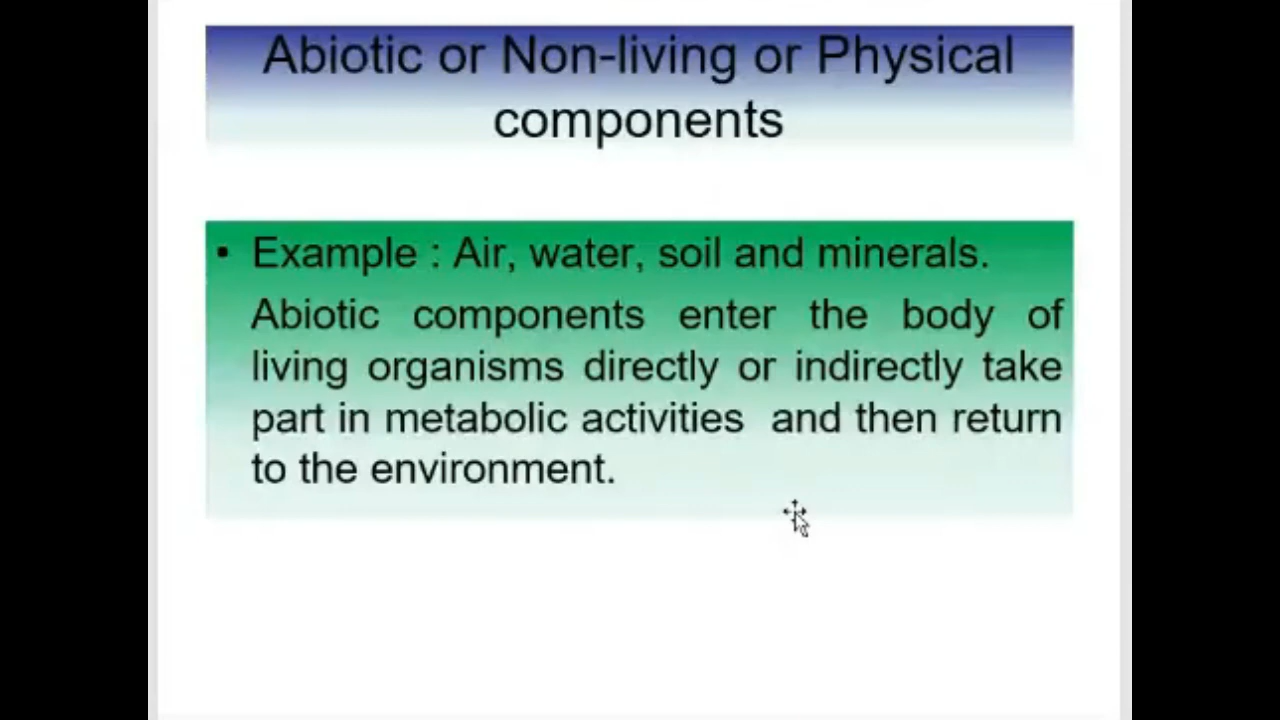 Abiotic or Non-living or Physical
components
• Example : Air, water, soil and minerals.
Abiotic components enter the body of
living organisms directly or indirectly take
part in metabolic activities  and then return
to the environment.